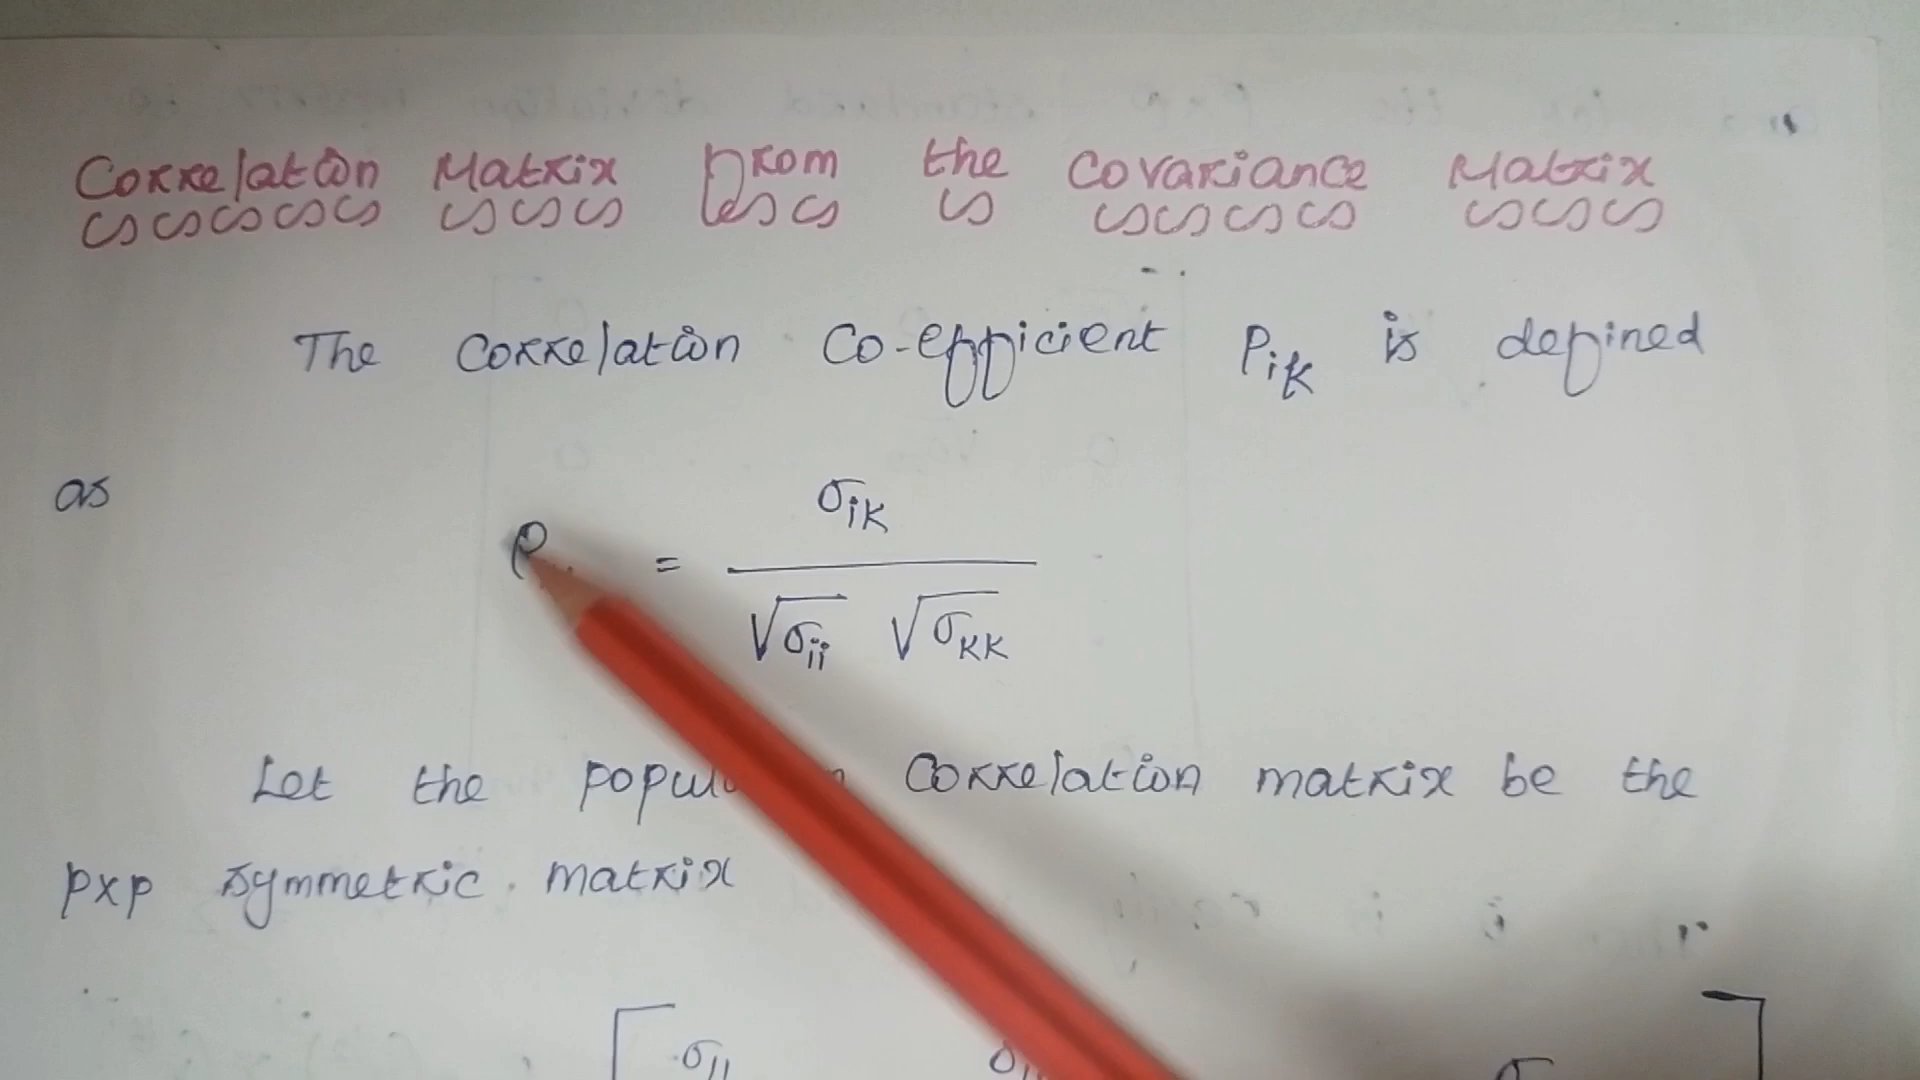 Correlation Matrix from the Covariance Matrix
The Correlation Co-efficient ρik is defined
as
ρ = σik / √σii √σKK
Let the Correlation matrix be the
pxp symmetric matrix
σ11